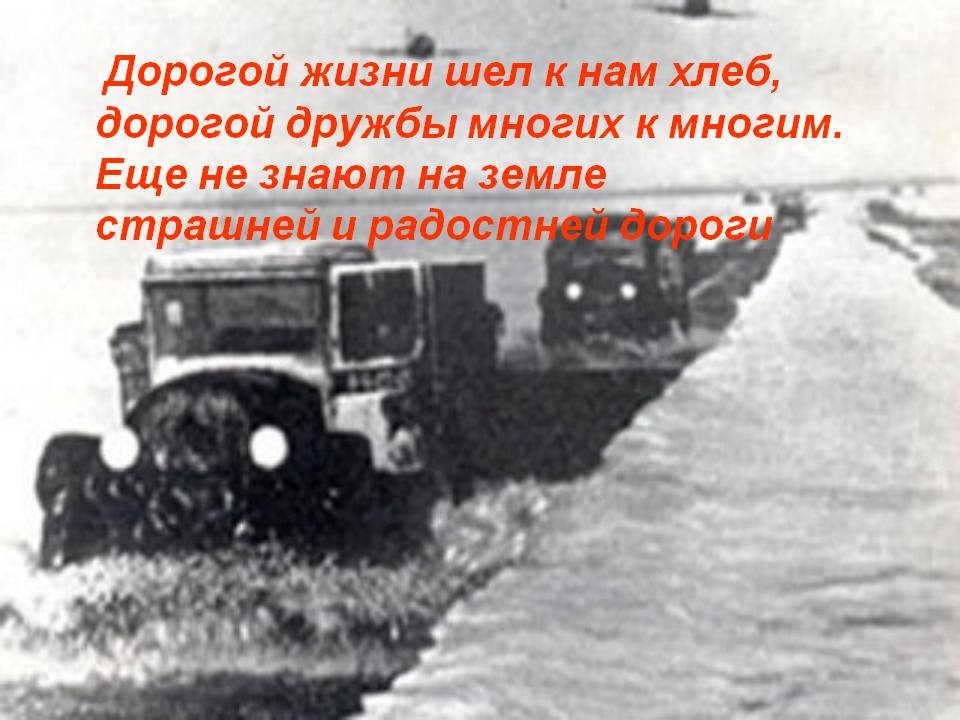 Дорогой жизни шел к нам хлеб,
дорогой дружбы многих к многим.
Еще не знают на земле
страшней и радостней дороги